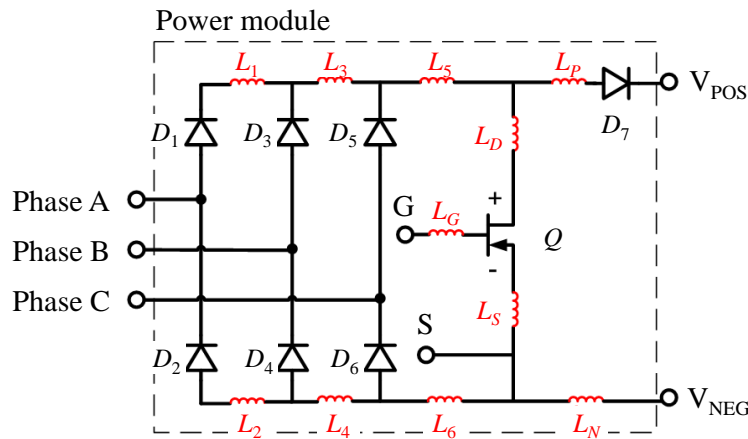 Power module
L1 L3 L5 LP
VPOS
D1 D3 D5 LD D7
Phase A
G LG + Q
Phase B
-
Phase C
S LS
D2 D4 D6
VNEG
L2 L4 L6 LN